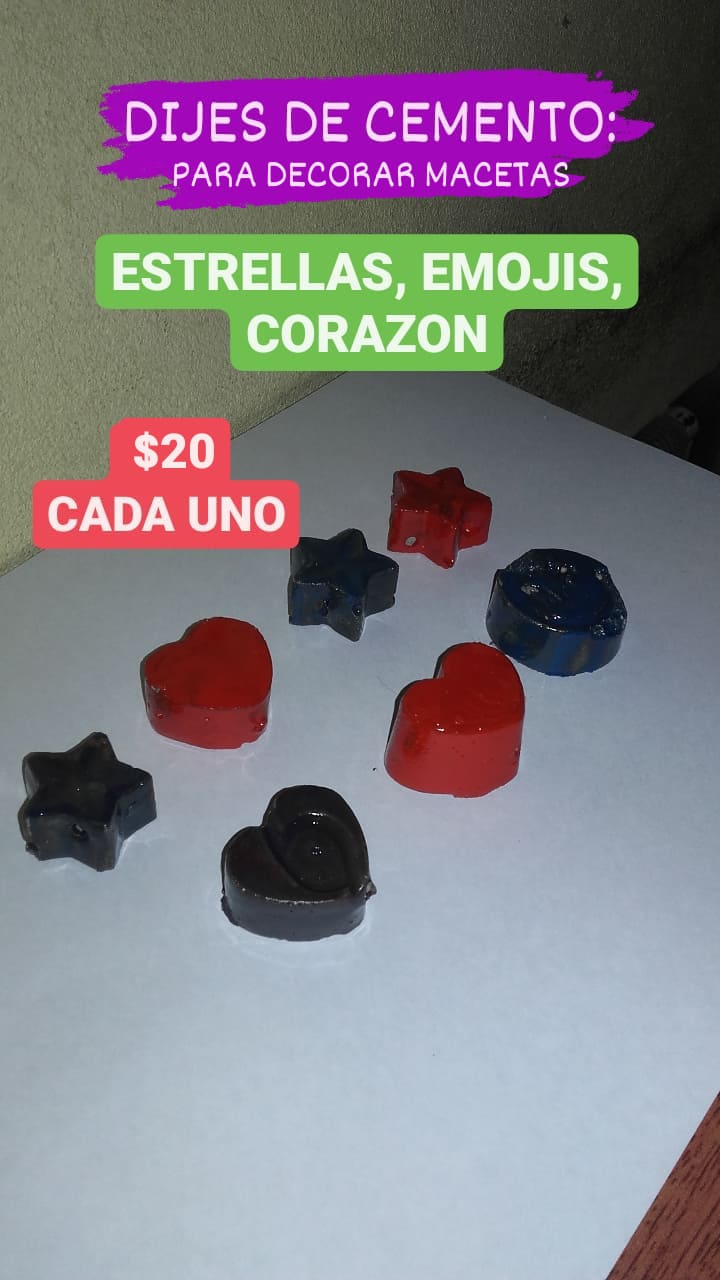 DIJES DE CEMENTO:
PARA DECORAR MACETAS
ESTRELLAS, EMOJIS,
CORAZON
$20
CADA UNO